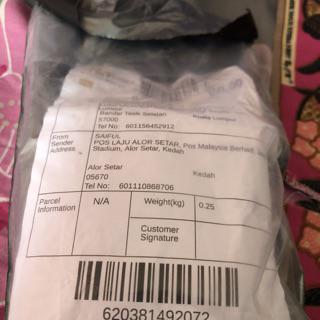 Bandar Tasik Selatan
57000
Kuala Lumpur
Tel No: 601156452912
From
Sender
Address
SAIFUL
POS LAJU ALOR SETAR, Pos Malaysia Berhad,
Stadium, Alor Setar, Kedah
Alor Setar
Kedah
05670
Tel No: 601110868706
Parcel
Information
N/A
Weight(kg)
0.25
Customer
Signature
620381492072